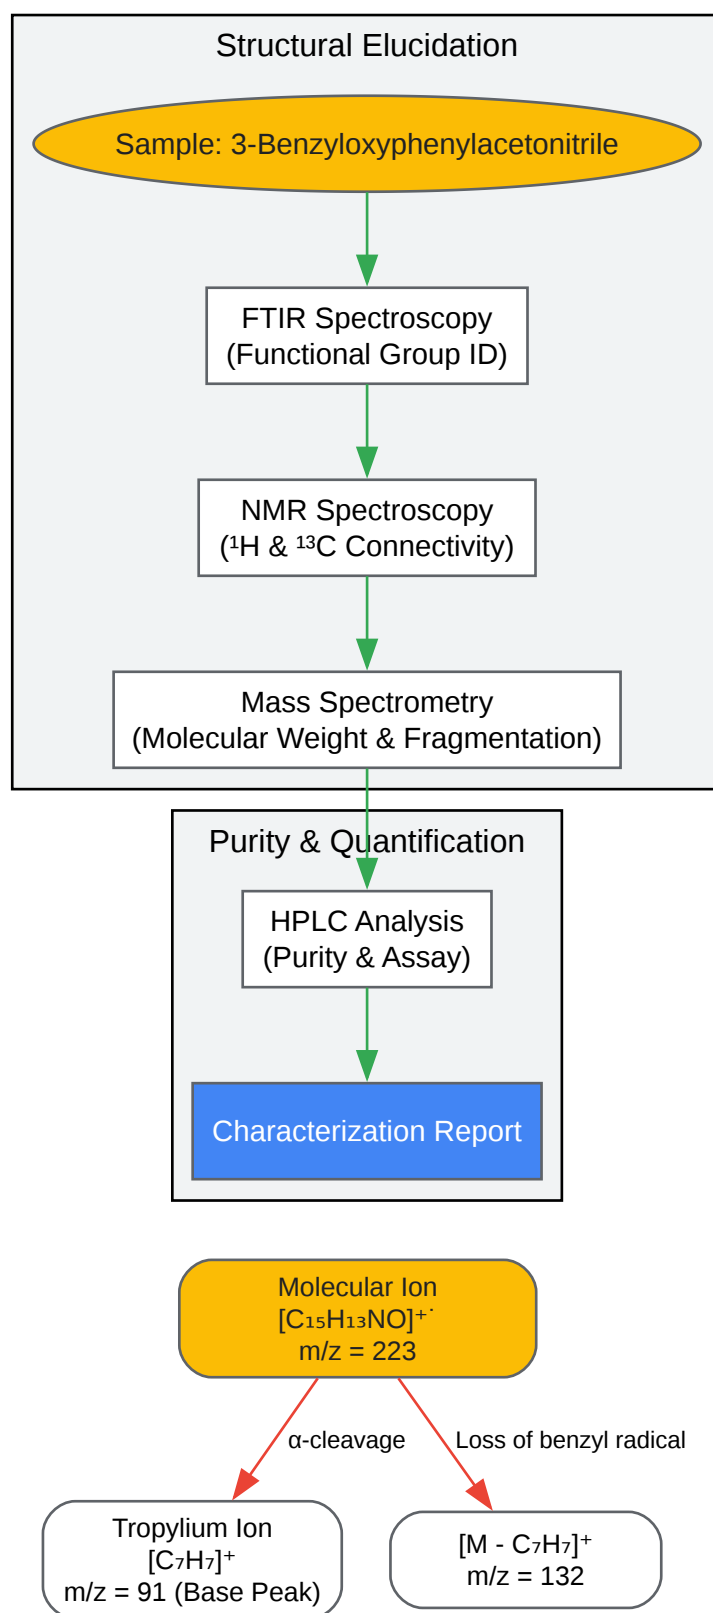 Structural Elucidation
Sample: 3-Benzyloxyphenylacetonitrile
FTIR Spectroscopy
(Functional Group ID)
NMR Spectroscopy
(¹H & ¹³C Connectivity)
Mass Spectrometry
(Molecular Weight & Fragmentation)
Purity & Quantification
HPLC Analysis
(Purity & Assay)
Characterization Report
Molecular Ion
[C₁₅H₁₃NO]⁺˙
m/z = 223
α-cleavage
Loss of benzyl radical
Tropylium Ion
[C₇H₇]⁺
m/z = 91 (Base Peak)
[M - C₇H₇]⁺
m/z = 132